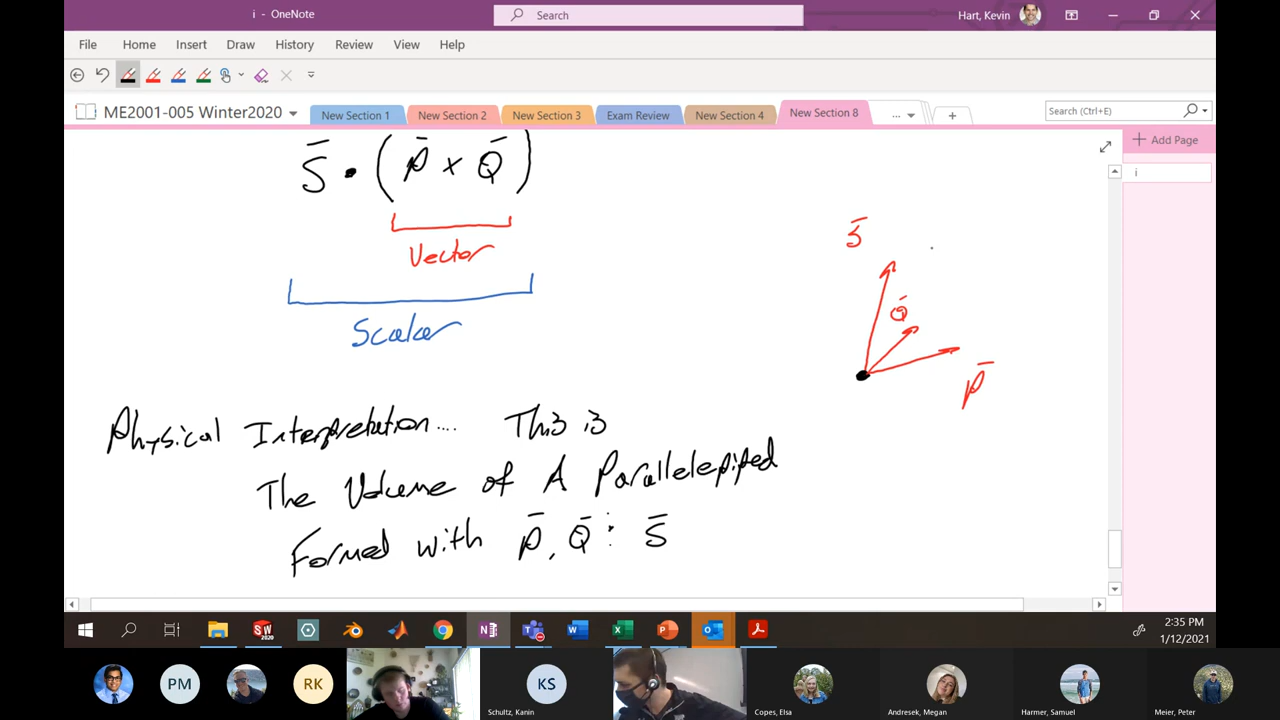 i - OneNote
Search
Hart, Kevin
File Home Insert Draw History Review View Help
ME2001-005 Winter2020
New Section 1 New Section 2 New Section 3 Exam Review New Section 4 New Section 8 ...
Search (Ctrl+E)
Add Page
i
S̄ • (P̄ × Q̄)
Vector
Scalar
S̄
Q̄
P̄
Physical Interpretation.... This is
The Volume of A Parallelepiped
Formed with P̄, Q̄ : S̄
2:35 PM
1/12/2021
SW
2020
PM
RK
KS
Schultz, Kanin
Copes, Elsa
Andresek, Megan
Harmer, Samuel
Meier, Peter